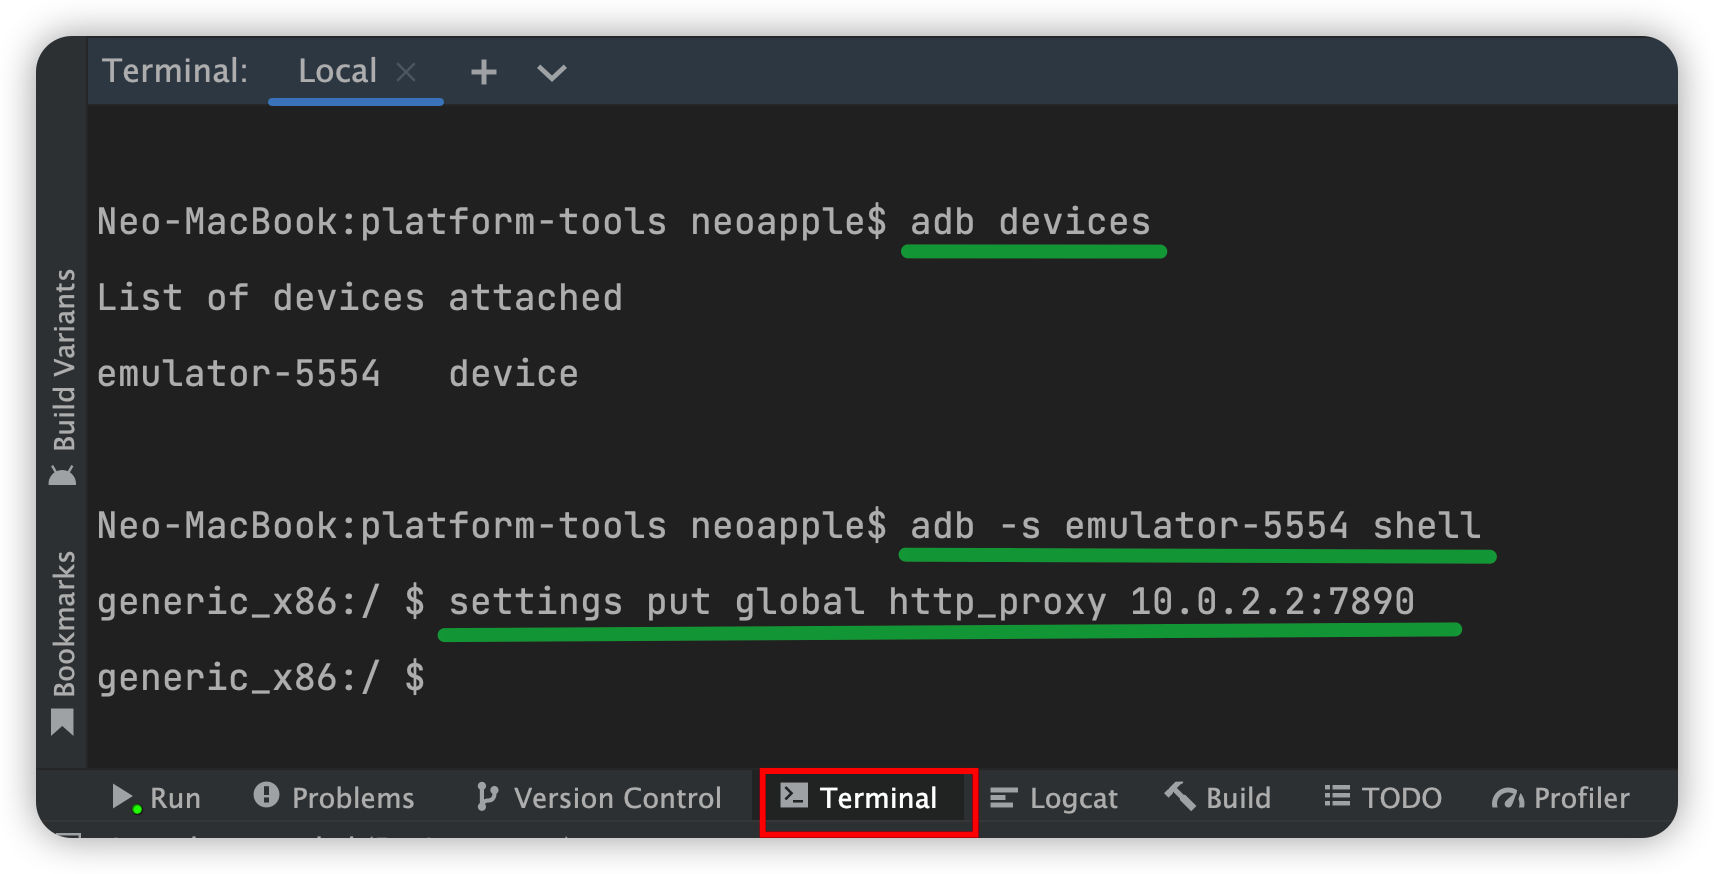 Terminal: Local
Neo-MacBook:platform-tools neoapple$ adb devices
List of devices attached
emulator-5554   device
Neo-MacBook:platform-tools neoapple$ adb -s emulator-5554 shell
generic_x86:/ $ settings put global http_proxy 10.0.2.2:7890
generic_x86:/ $
Build Variants
Bookmarks
Run Problems Version Control Terminal Logcat Build TODO Profiler